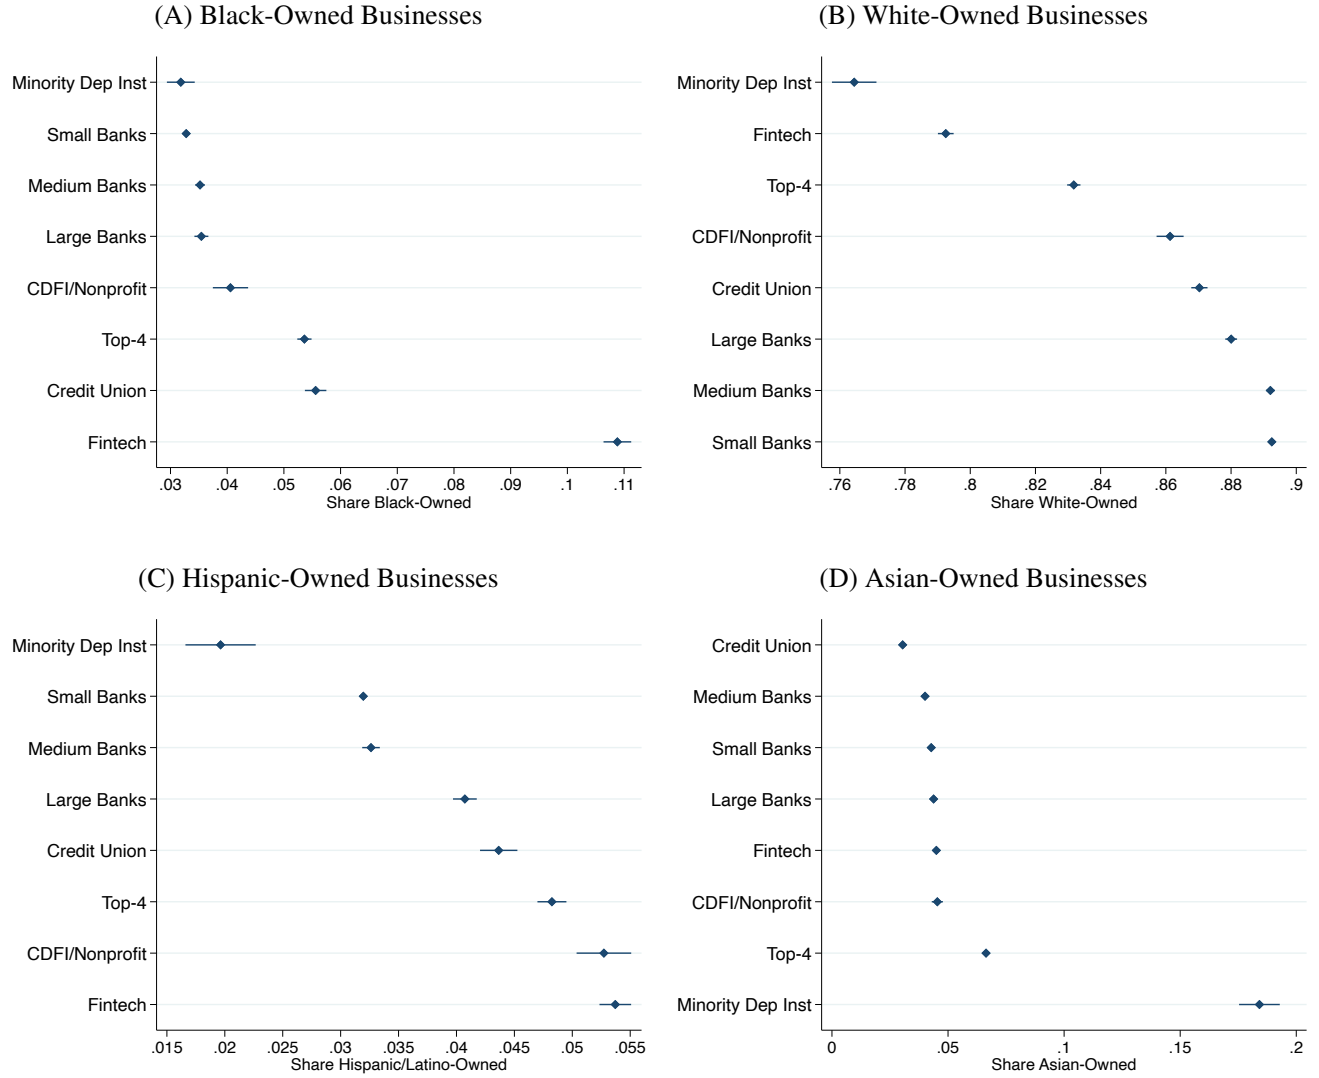 (A) Black-Owned Businesses
Minority Dep Inst
Small Banks
Medium Banks
Large Banks
CDFI/Nonprofit
Top-4
Credit Union
Fintech
.03 .04 .05 .06 .07 .08 .09 .1 .11
Share Black-Owned
(B) White-Owned Businesses
Minority Dep Inst
Fintech
Top-4
CDFI/Nonprofit
Credit Union
Large Banks
Medium Banks
Small Banks
.76 .78 .8 .82 .84 .86 .88 .9
Share White-Owned
(C) Hispanic-Owned Businesses
Minority Dep Inst
Small Banks
Medium Banks
Large Banks
Credit Union
Top-4
CDFI/Nonprofit
Fintech
.015 .02 .025 .03 .035 .04 .045 .05 .055
Share Hispanic/Latino-Owned
(D) Asian-Owned Businesses
Credit Union
Medium Banks
Small Banks
Large Banks
Fintech
CDFI/Nonprofit
Top-4
Minority Dep Inst
0 .05 .1 .15 .2
Share Asian-Owned